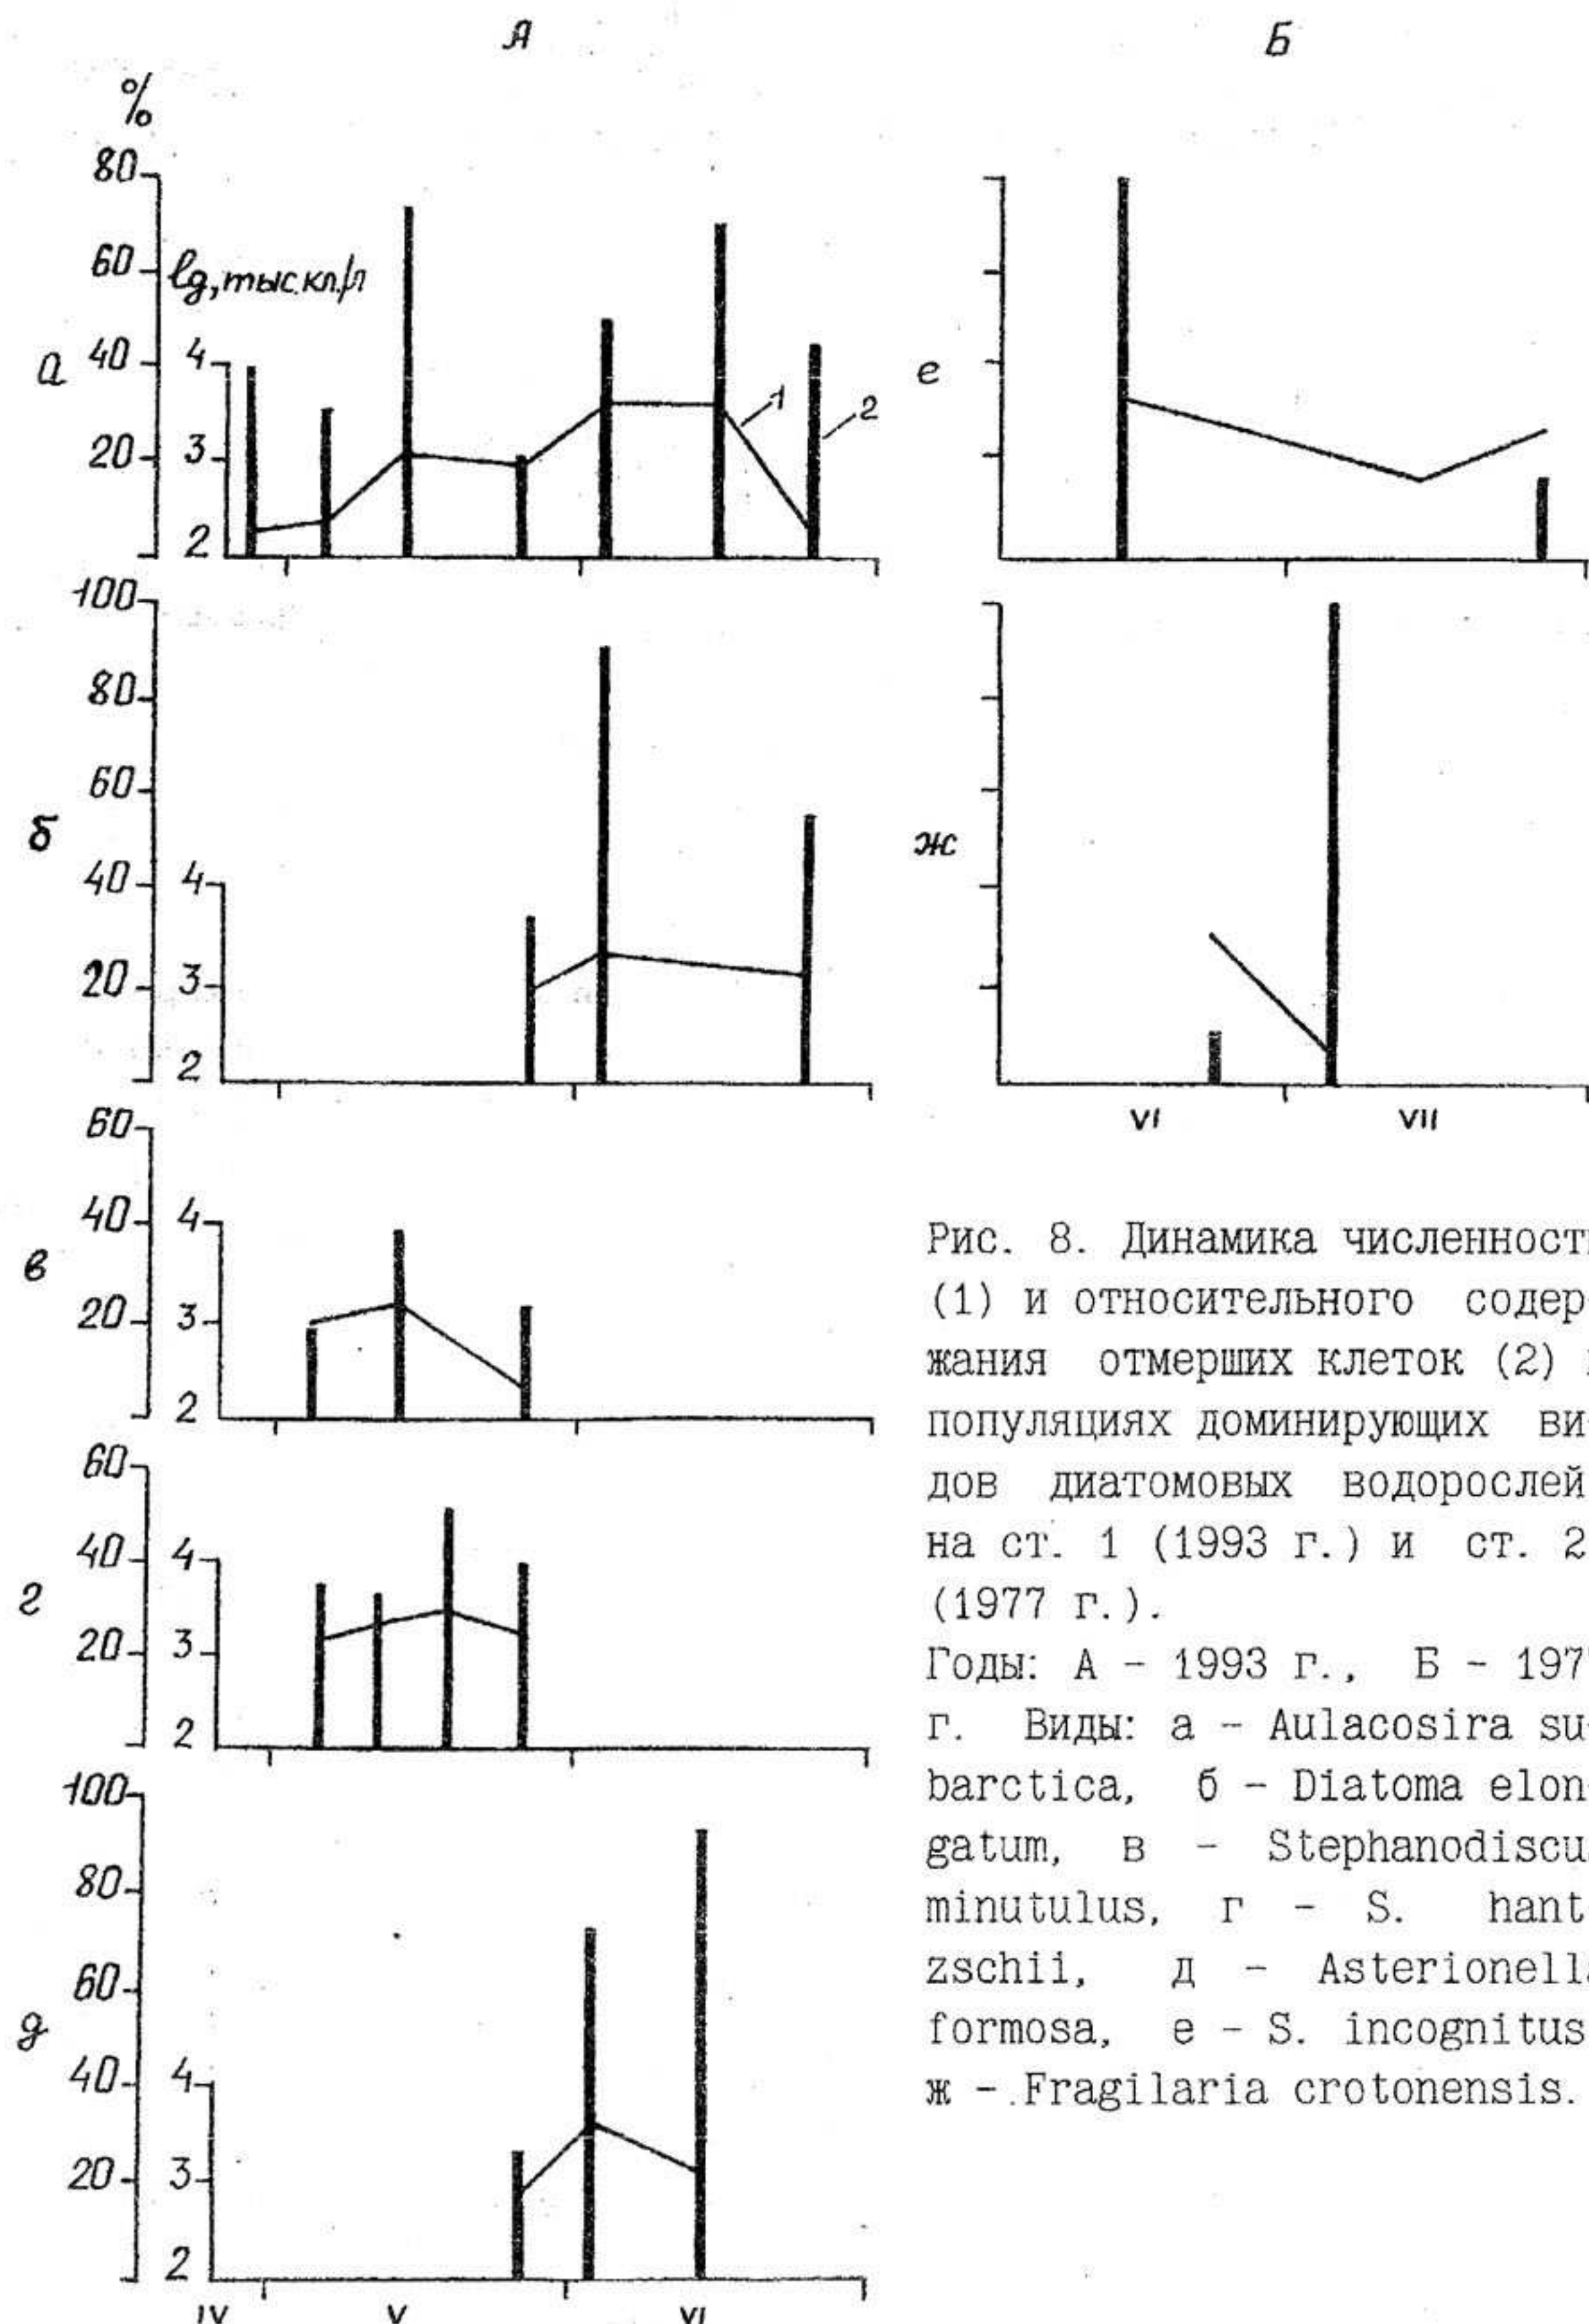 А
Б
%
80
60
40
20
lg, тыс.кл./л
4
3
2
а
1
2
е
100
80
60
40
20
4
3
2
б
ж
VI VII
60
40
20
4
3
2
в
60
40
20
4
3
2
г
100
80
60
40
20
4
3
2
д
IV V VI
Рис. 8. Динамика численност
(1) и относительного содер-
жания отмерших клеток (2)
популяциях доминирующих ви-
дов диатомовых водорослей
на ст. 1 (1993 г.) и ст. 2
(1977 г.).
Годы: А - 1993 г., Б - 197
г. Виды: а - Aulacosira su-
barctica, б - Diatoma elon-
gatum, в - Stephanodiscu
minutulus, г - S. hant-
zschii, д - Asterionella
formosa, е - S. incognitus
ж - Fragilaria crotonensis.